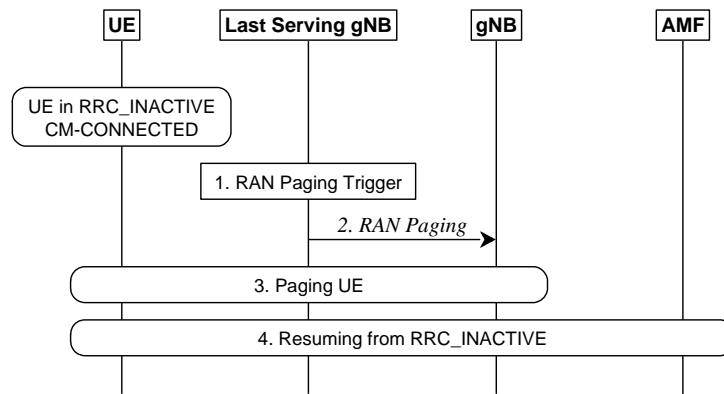 UE
Last Serving gNB
gNB
AMF
UE in RRC_INACTIVE
CM-CONNECTED
1. RAN Paging Trigger
2. RAN Paging
3. Paging UE
4. Resuming from RRC_INACTIVE